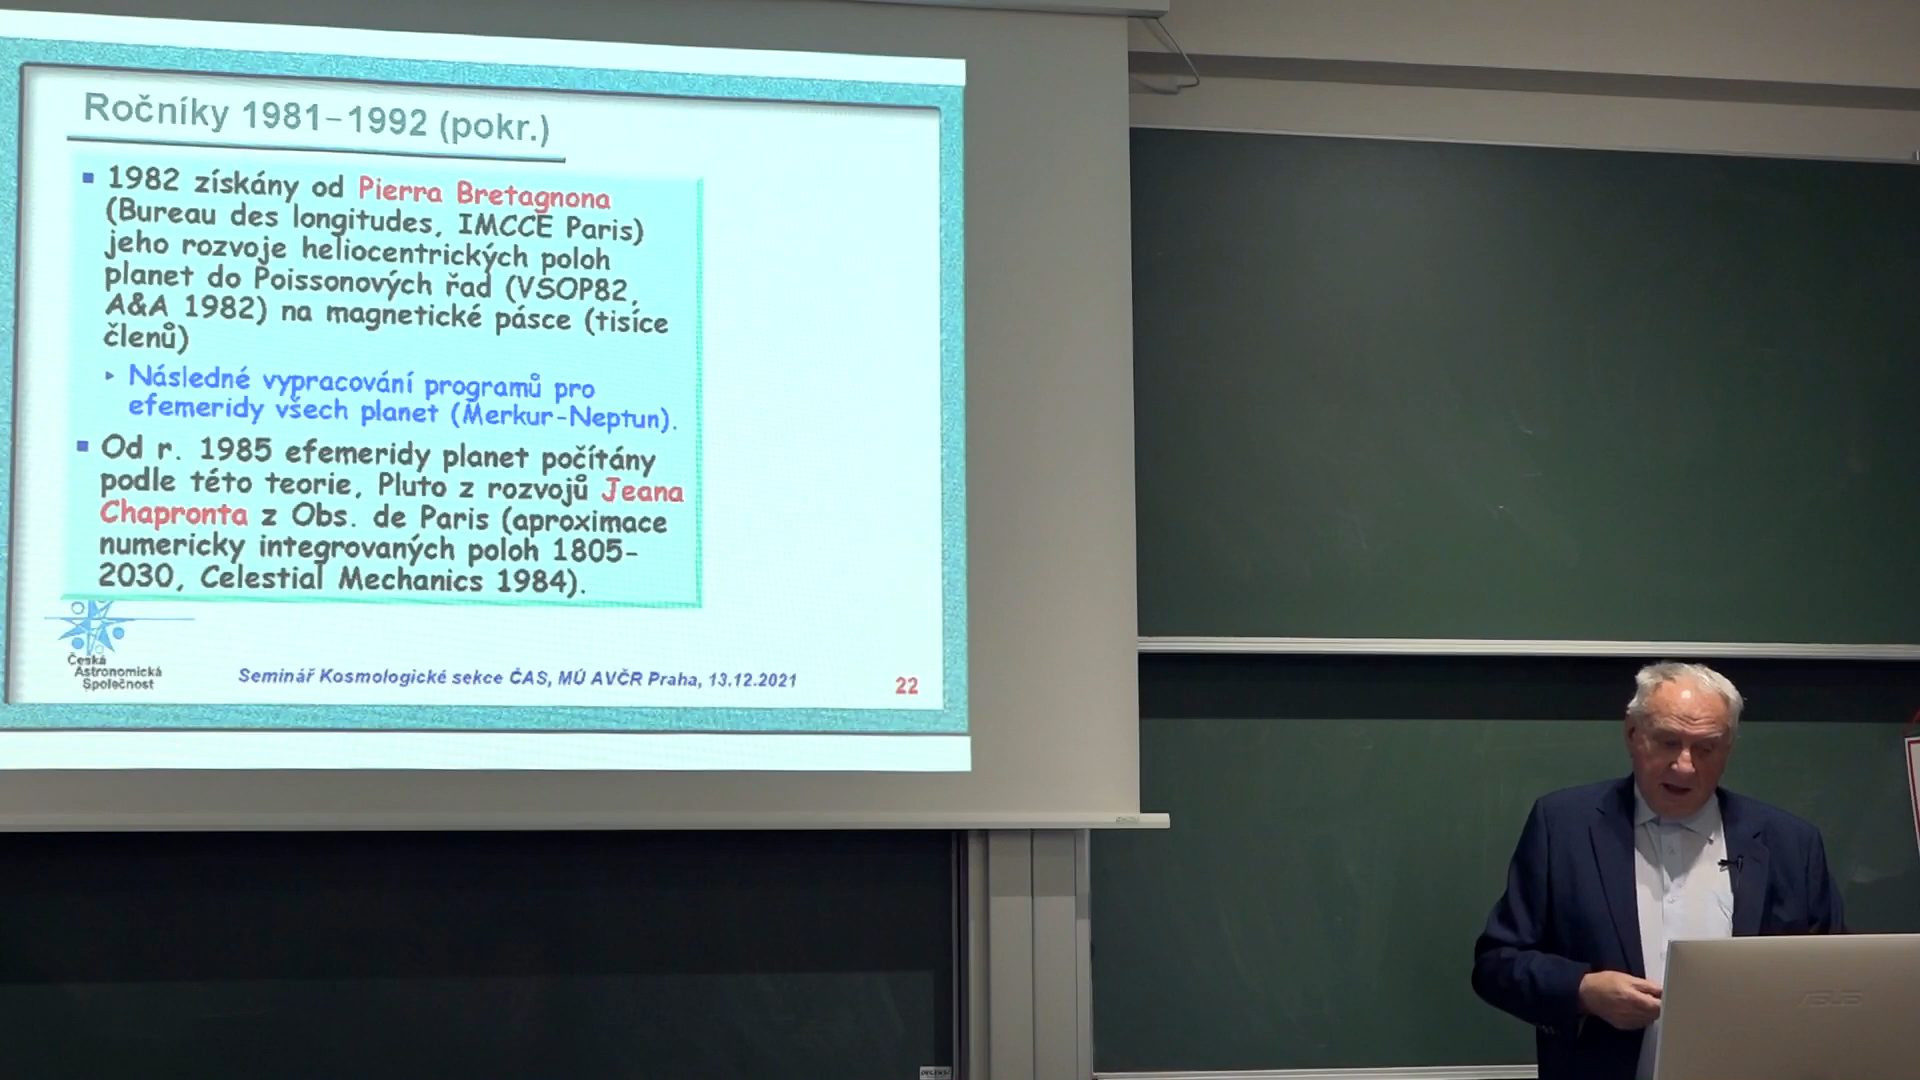 Ročníky 1981–1992 (pokr.)
1982 získány od Pierra Bretagnona
(Bureau des longitudes, IMCCE Paris)
jeho rozvoje heliocentrických poloh
planet do Poissonových řad (VSOP82,
A&A 1982) na magnetické pásce (tisíce
členů)
Následné vypracování programů pro
efemeridy všech planet (Merkur-Neptun).
Od r. 1985 efemeridy planet počítány
podle této teorie, Pluto z rozvojů Jeana
Chapronta z Obs. de Paris (aproximace
numericky integrovaných poloh 1805-
2030, Celestial Mechanics 1984).
Česká
Astronomická
Společnost
Seminář Kosmologické sekce ČAS, MÚ AVČR Praha, 13.12.2021
22
ASUS